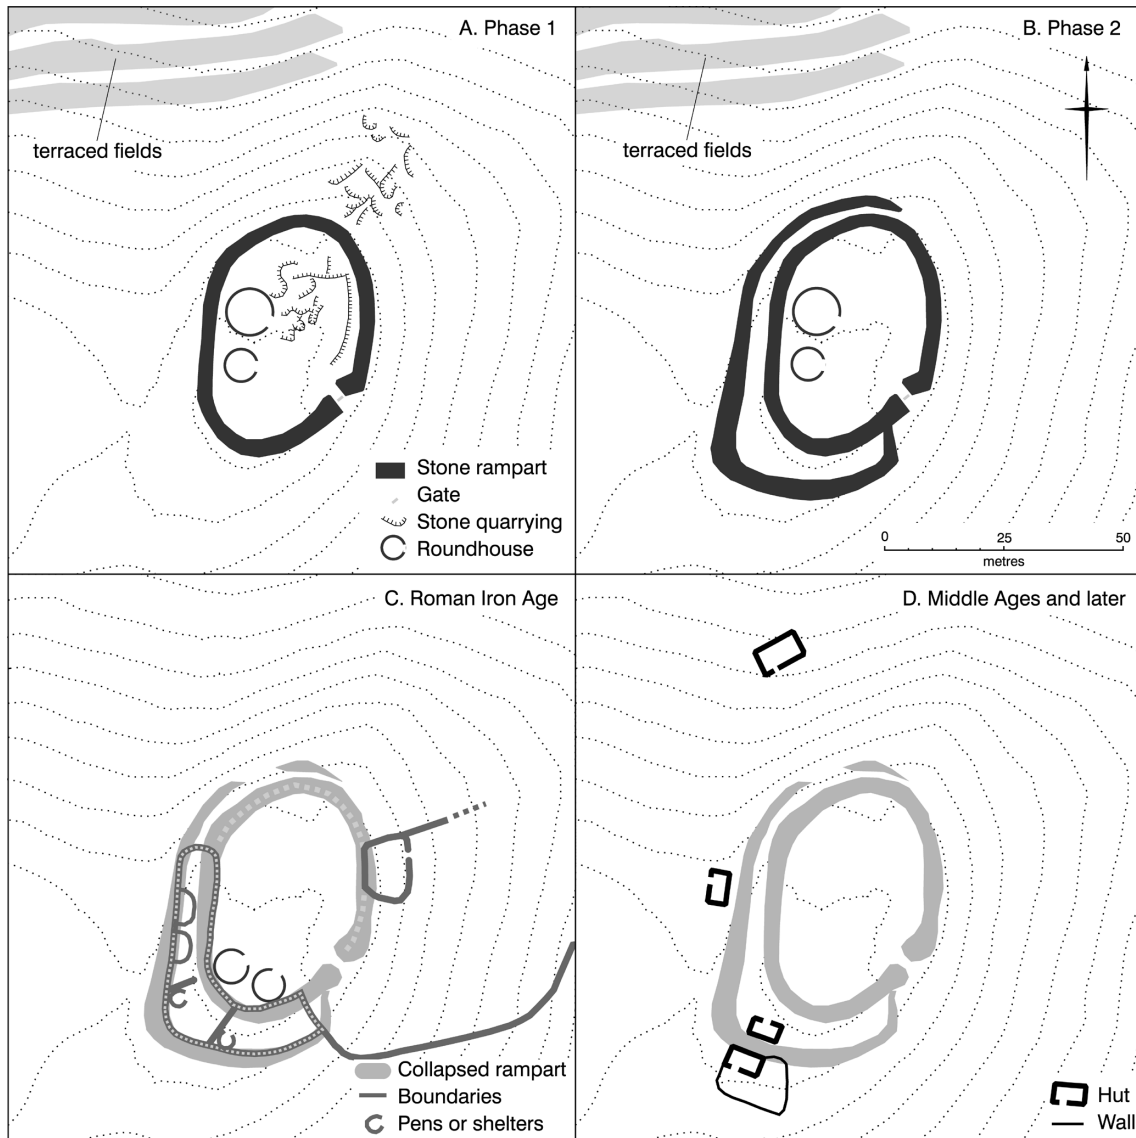 A. Phase 1
terraced fields
Stone rampart
Gate
Stone quarrying
Roundhouse
B. Phase 2
terraced fields
0 25 50
metres
C. Roman Iron Age
Collapsed rampart
Boundaries
Pens or shelters
D. Middle Ages and later
Hut
Wall